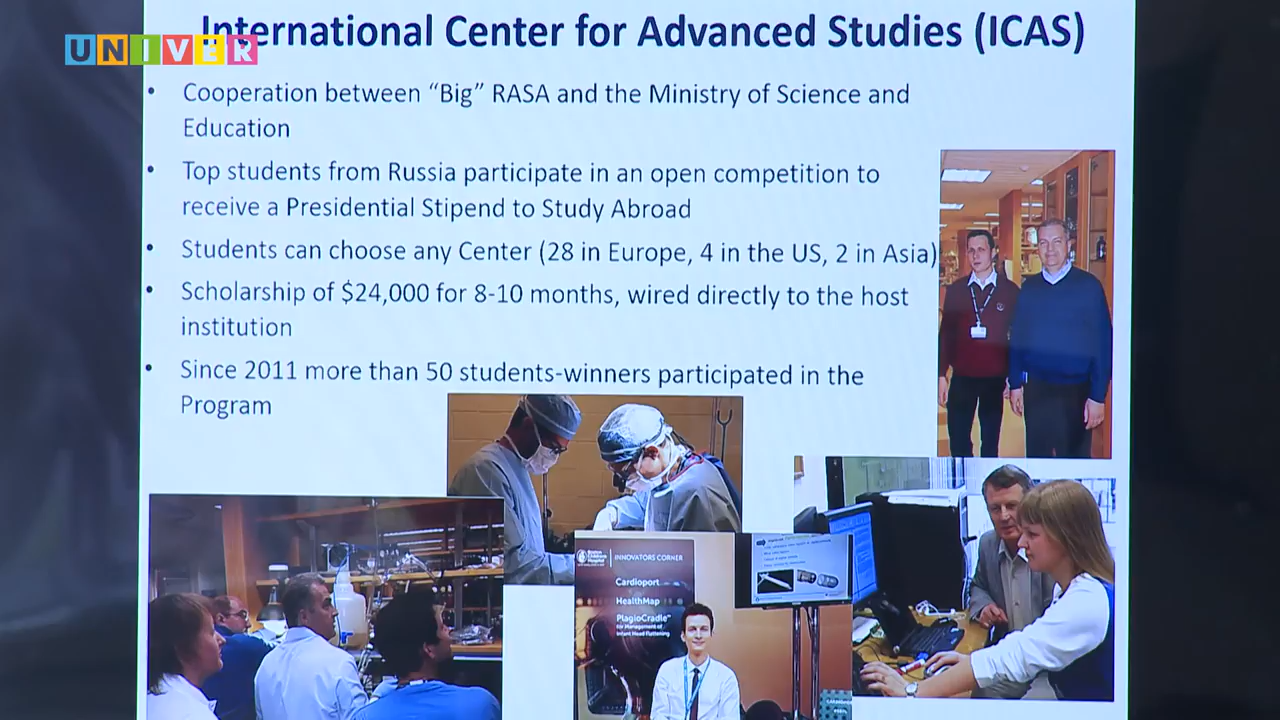 International Center for Advanced Studies (ICAS)
UNIVER
• Cooperation between “Big” RASA and the Ministry of Science and
Education
• Top students from Russia participate in an open competition to
receive a Presidential Stipend to Study Abroad
• Students can choose any Center (28 in Europe, 4 in the US, 2 in Asia)
• Scholarship of $24,000 for 8-10 months, wired directly to the host
institution
• Since 2011 more than 50 students-winners participated in the
Program
INNOVATORS CORNER
Cardioport
HealthMap
PlagioCradle™
for Management of
Infant Head Flattening